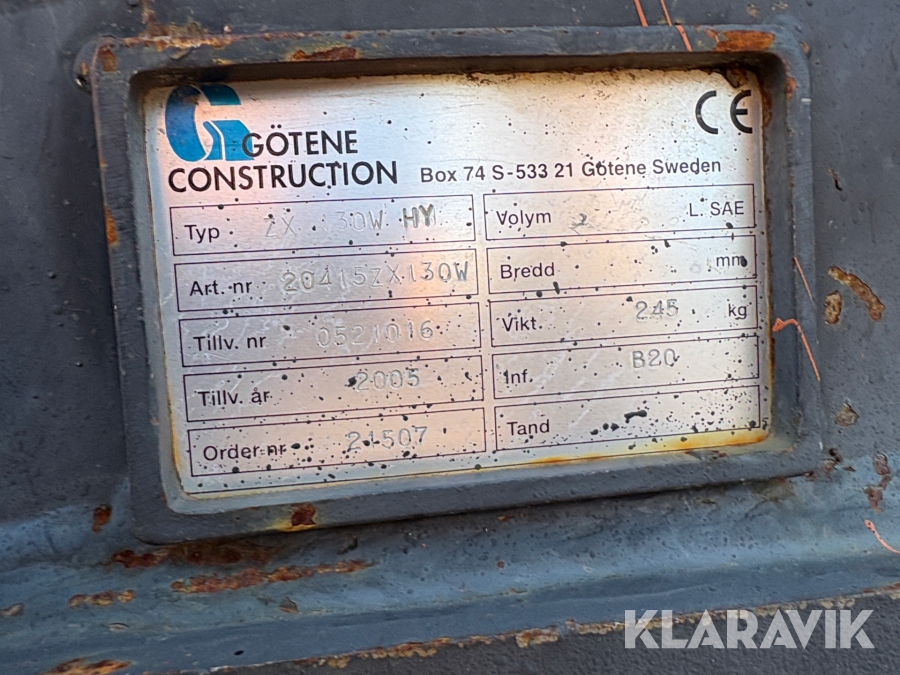 GÖTENE
CONSTRUCTION
Box 74 S-533 21 Götene Sweden
CE
Typ ZX 130W HY
Volym L. SAE
Art.-nr 20415ZX130W
Bredd mm
Tillv. nr 0521016
Vikt. 245 kg
Tillv. år 2005
Inf. B20
Order-nr 21507
Tand
KLARAVIK